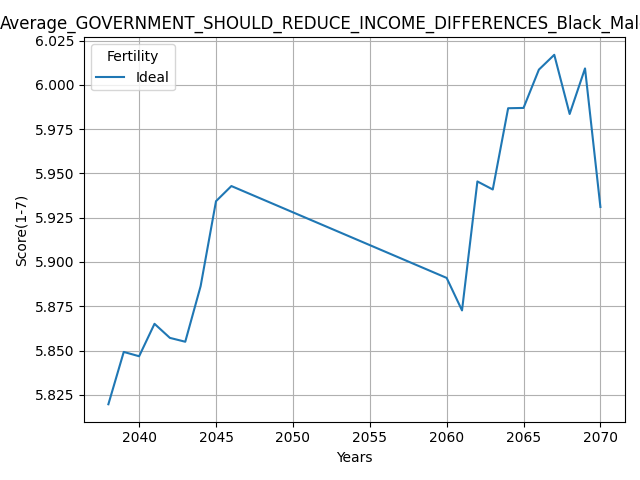 Average_GOVERNMENT_SHOULD_REDUCE_INCOME_DIFFERENCES_Black_Mal
Fertility
Ideal
6.025
6.000
5.975
5.950
5.925
5.900
5.875
5.850
5.825
Score(1-7)
2040 2045 2050 2055 2060 2065 2070
Years